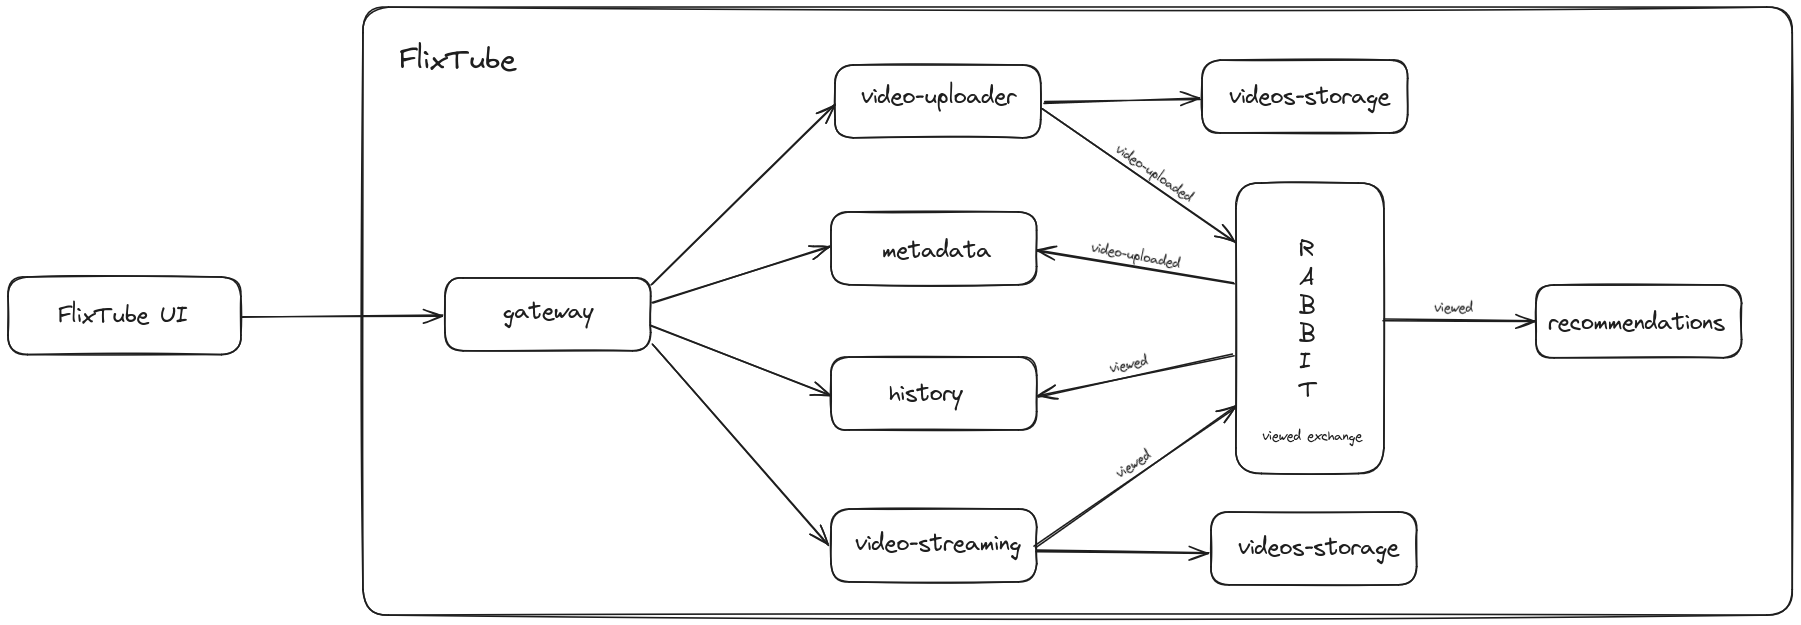 FlixTube
video-uploader
videos-storage
video-uploaded
metadata
video-uploaded
R
A
B
B
I
T
viewed exchange
FlixTube UI
gateway
viewed
recommendations
viewed
history
viewed
video-streaming
videos-storage